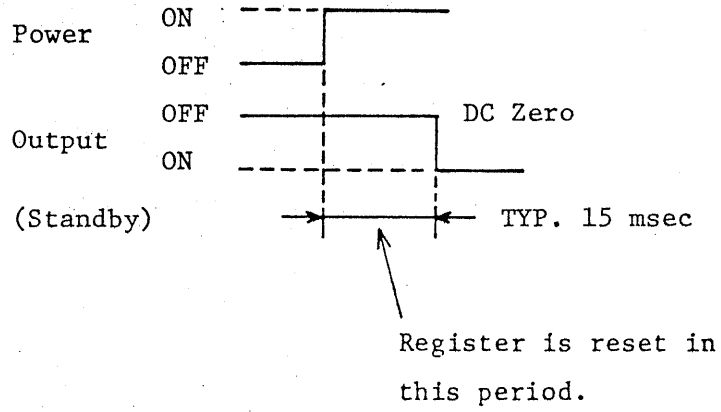 Power ON
OFF
Output OFF DC Zero
ON
(Standby) TYP. 15 msec
Register is reset in
this period.